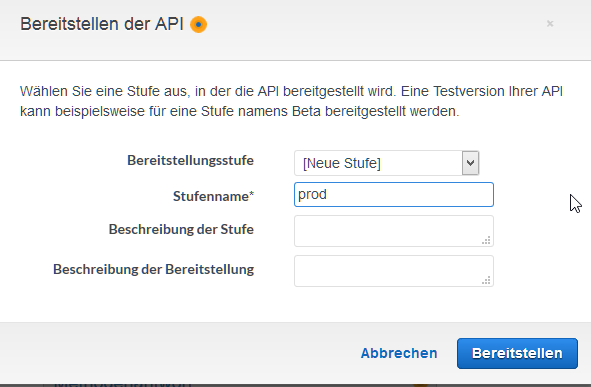 Bereitstellen der API
Wählen Sie eine Stufe aus, in der die API bereitgestellt wird. Eine Testversion Ihrer API
kann beispielsweise für eine Stufe namens Beta bereitgestellt werden.
Bereitstellungsstufe [Neue Stufe]
Stufenname* prod
Beschreibung der Stufe
Beschreibung der Bereitstellung
Abbrechen Bereitstellen